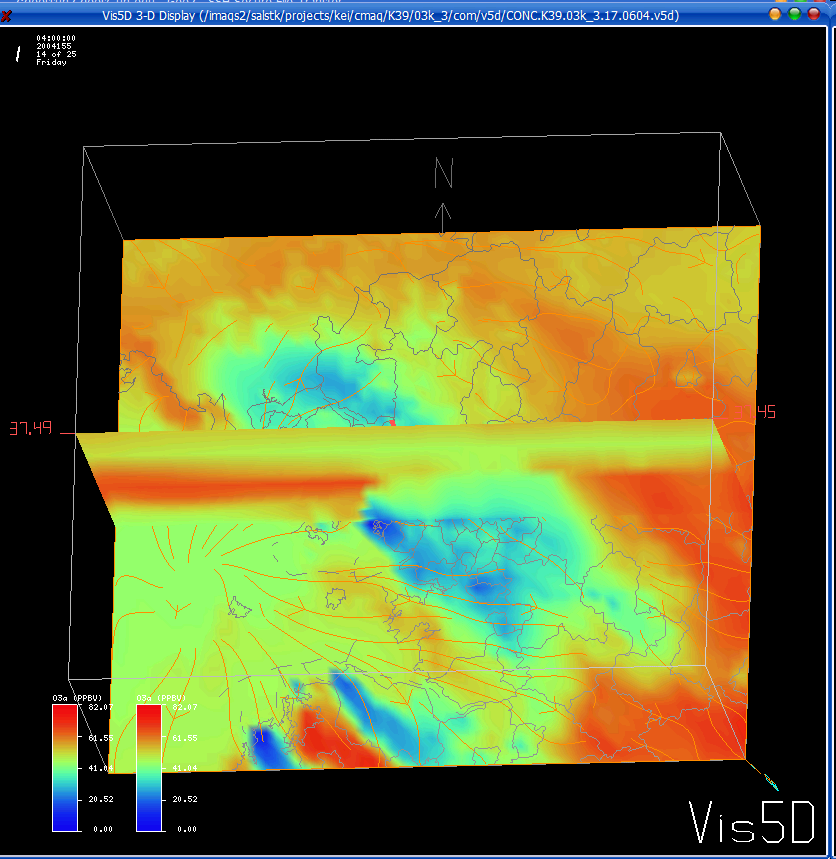 Vis5D 3-D Display (/imaqs2/salstk/projects/kei/cmaq/K39/03k_3/com/v5d/CONC.K39.03k_3.17.0604.v5d)
04:00:00
2004155
14 of 25
Friday
N
45
37.49
O3a (PPBV)
82.07
61.55
41.04
20.52
0.00
(PPBV)
82.07
61.55
41.04
20.52
0.00
Vis5D